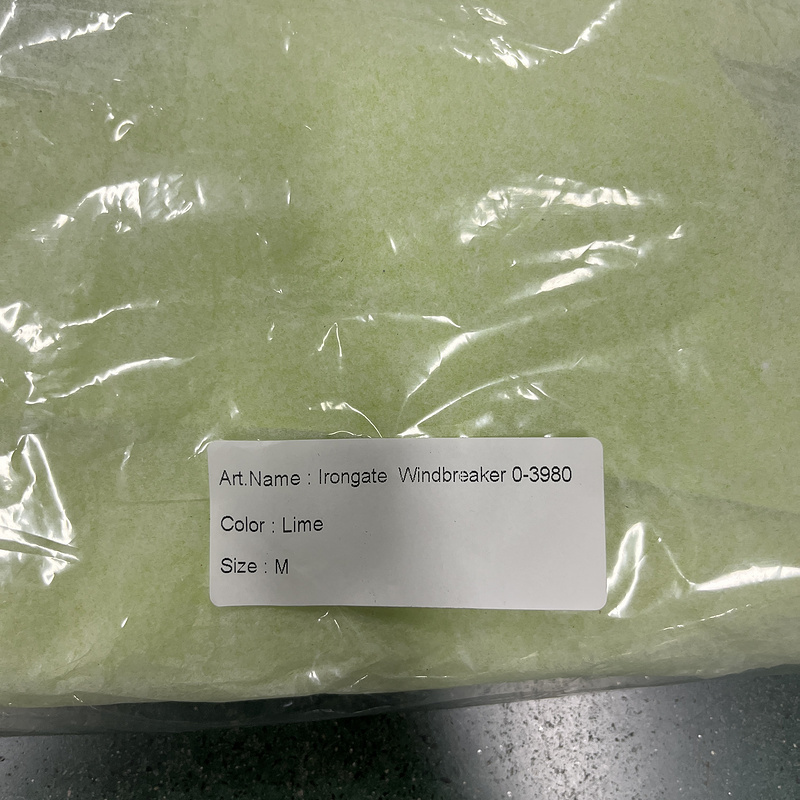 Art.Name : Irongate Windbreaker 0-3980
Color : Lime
Size : M